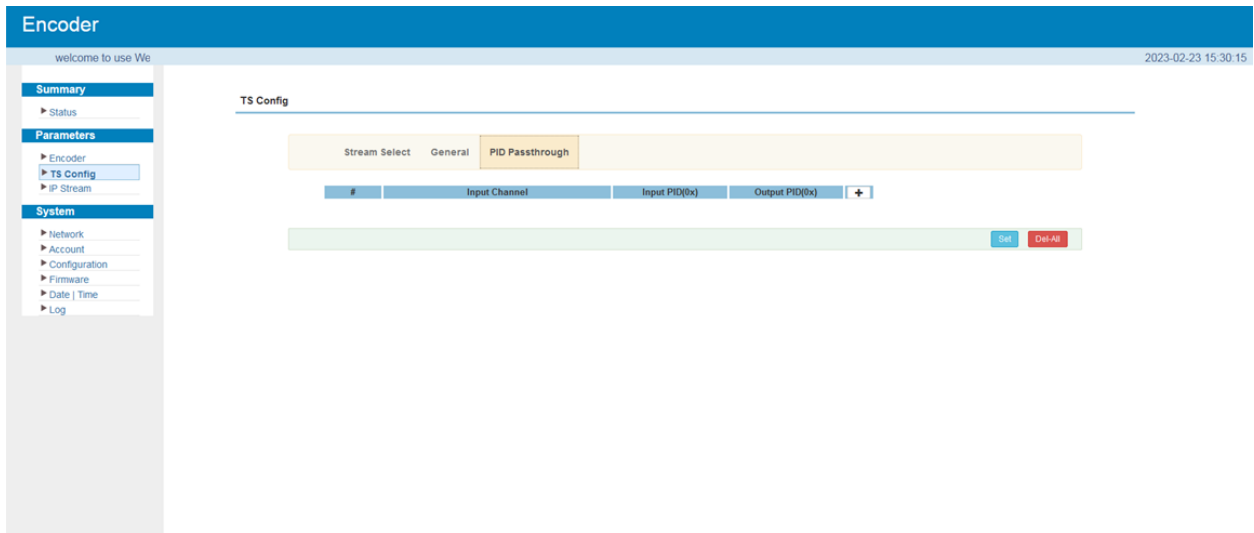 Encoder
welcome to use We
2023-02-23 15:30:15
Summary
Status
Parameters
Encoder
TS Config
IP Stream
System
Network
Account
Configuration
Firmware
Date | Time
Log
TS Config
Stream Select General PID Passthrough
# Input Channel Input PID(0x) Output PID(0x) +
Set Del-All